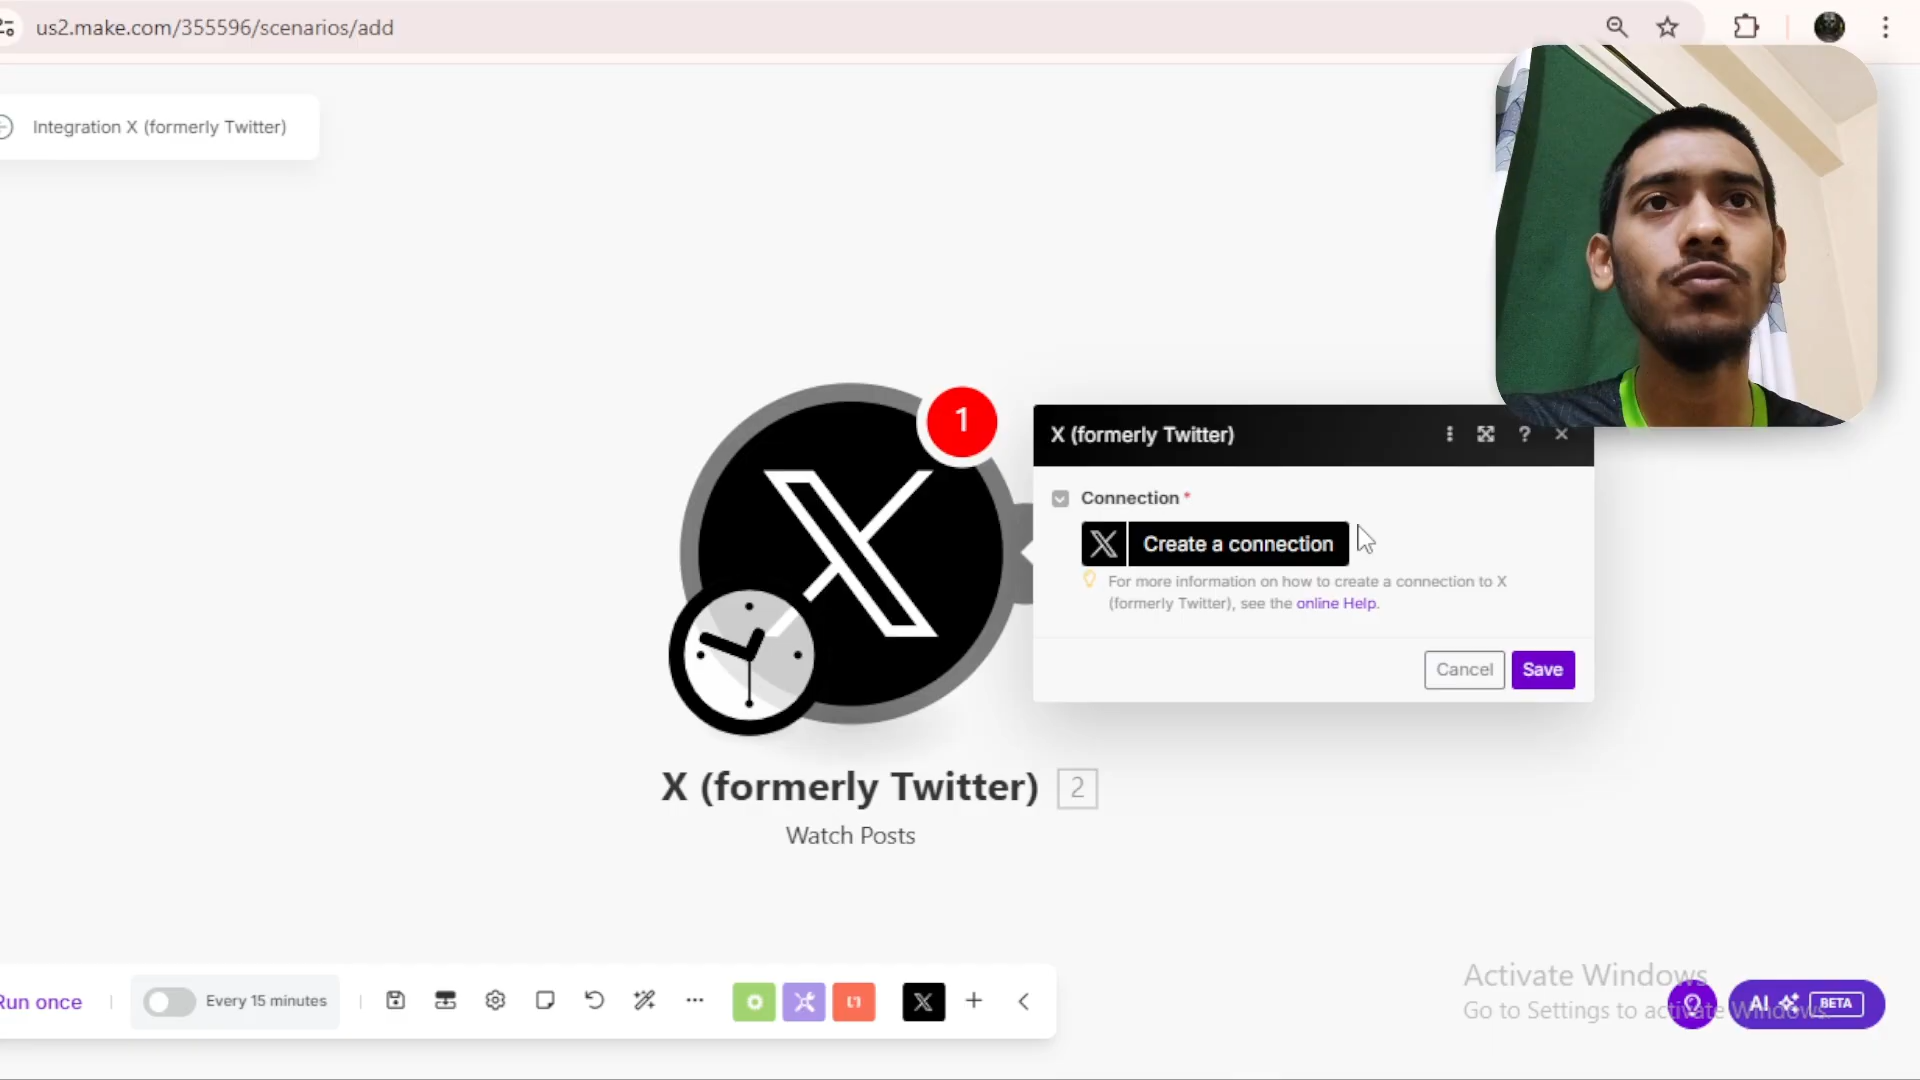 us2.make.com/355596/scenarios/add
Integration X (formerly Twitter)
1
X (formerly Twitter)
?
Connection *
Create a connection
For more information on how to create a connection to X
(formerly Twitter), see the online Help.
Cancel
Save
X (formerly Twitter) 2
Watch Posts
Run once
Every 15 minutes
Activate Windows
Go to Settings to activate Windows.
AI BETA